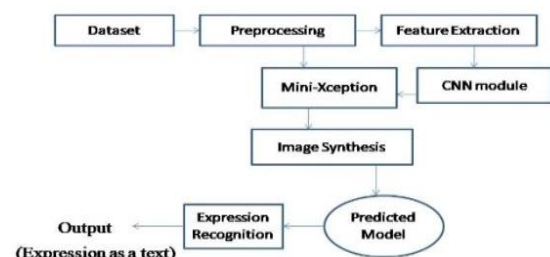 Dataset
Preprocessing
Feature Extraction
Mini-Xception
CNN module
Image Synthesis
Output
(Expression as a text)
Expression
Recognition
Predicted
Model